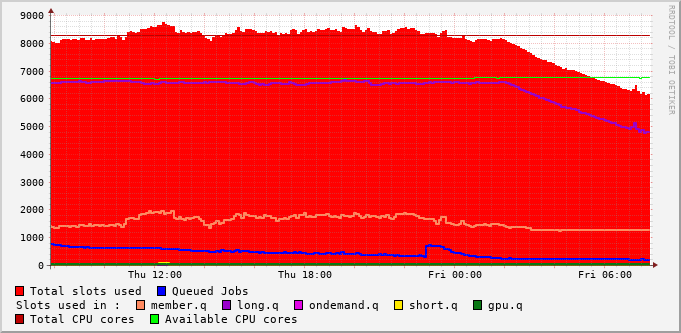 9000
8000
7000
6000
5000
4000
3000
2000
1000
0
Thu 12:00 Thu 18:00 Fri 00:00 Fri 06:00
RRDTOOL / TOBI OETIKER
Total slots used Queued Jobs
Slots used in : member.q long.q ondemand.q short.q gpu.q
Total CPU cores Available CPU cores